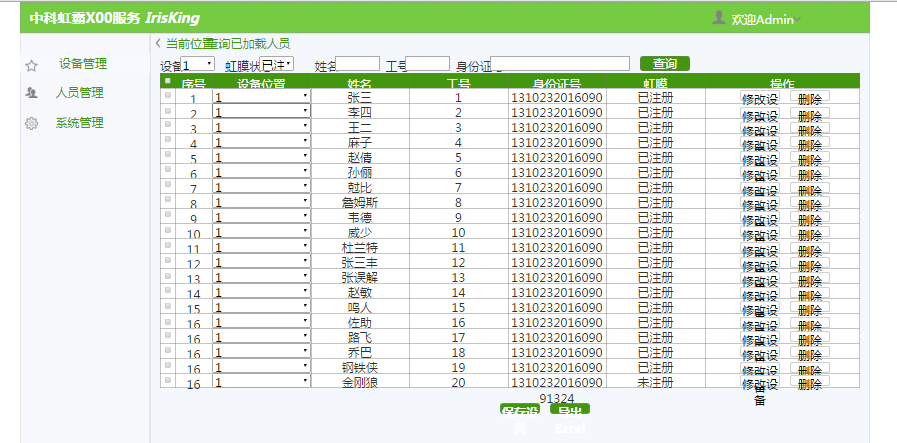 中科虹霸X00服务 IrisKing 欢迎Admin
当前位置查询已加载人员
设备管理
人员管理
系统管理
设备 1 虹膜状 已注 姓名 工号 身份证号 查询
序号 设备位置 姓名 工号 身份证号 虹膜 操作
1 1 张三 1 1310232016090 已注册 修改设 删除
2 1 李四 2 1310232016090 已注册 修改设 删除
3 1 王二 3 1310232016090 已注册 修改设 删除
4 1 麻子 4 1310232016090 已注册 修改设 删除
5 1 赵倩 5 1310232016090 已注册 修改设 删除
6 1 孙俪 6 1310232016090 已注册 修改设 删除
7 1 尅比 7 1310232016090 已注册 修改设 删除
8 1 詹姆斯 8 1310232016090 已注册 修改设 删除
9 1 韦德 9 1310232016090 已注册 修改设 删除
10 1 威少 10 1310232016090 已注册 修改设 删除
11 1 杜兰特 11 1310232016090 已注册 修改设 删除
12 1 张三丰 12 1310232016090 已注册 修改设 删除
13 1 张误解 13 1310232016090 已注册 修改设 删除
14 1 赵敏 14 1310232016090 已注册 修改设 删除
15 1 鸣人 15 1310232016090 已注册 修改设 删除
16 1 佐助 16 1310232016090 已注册 修改设 删除
16 1 路飞 17 1310232016090 已注册 修改设 删除
16 1 乔巴 18 1310232016090 已注册 修改设 删除
16 1 钢铁侠 19 1310232016090 已注册 修改设 删除
16 1 金刚狼 20 1310232016090 未注册 修改设 删除
91324 备
保存设 导出
置 Excel